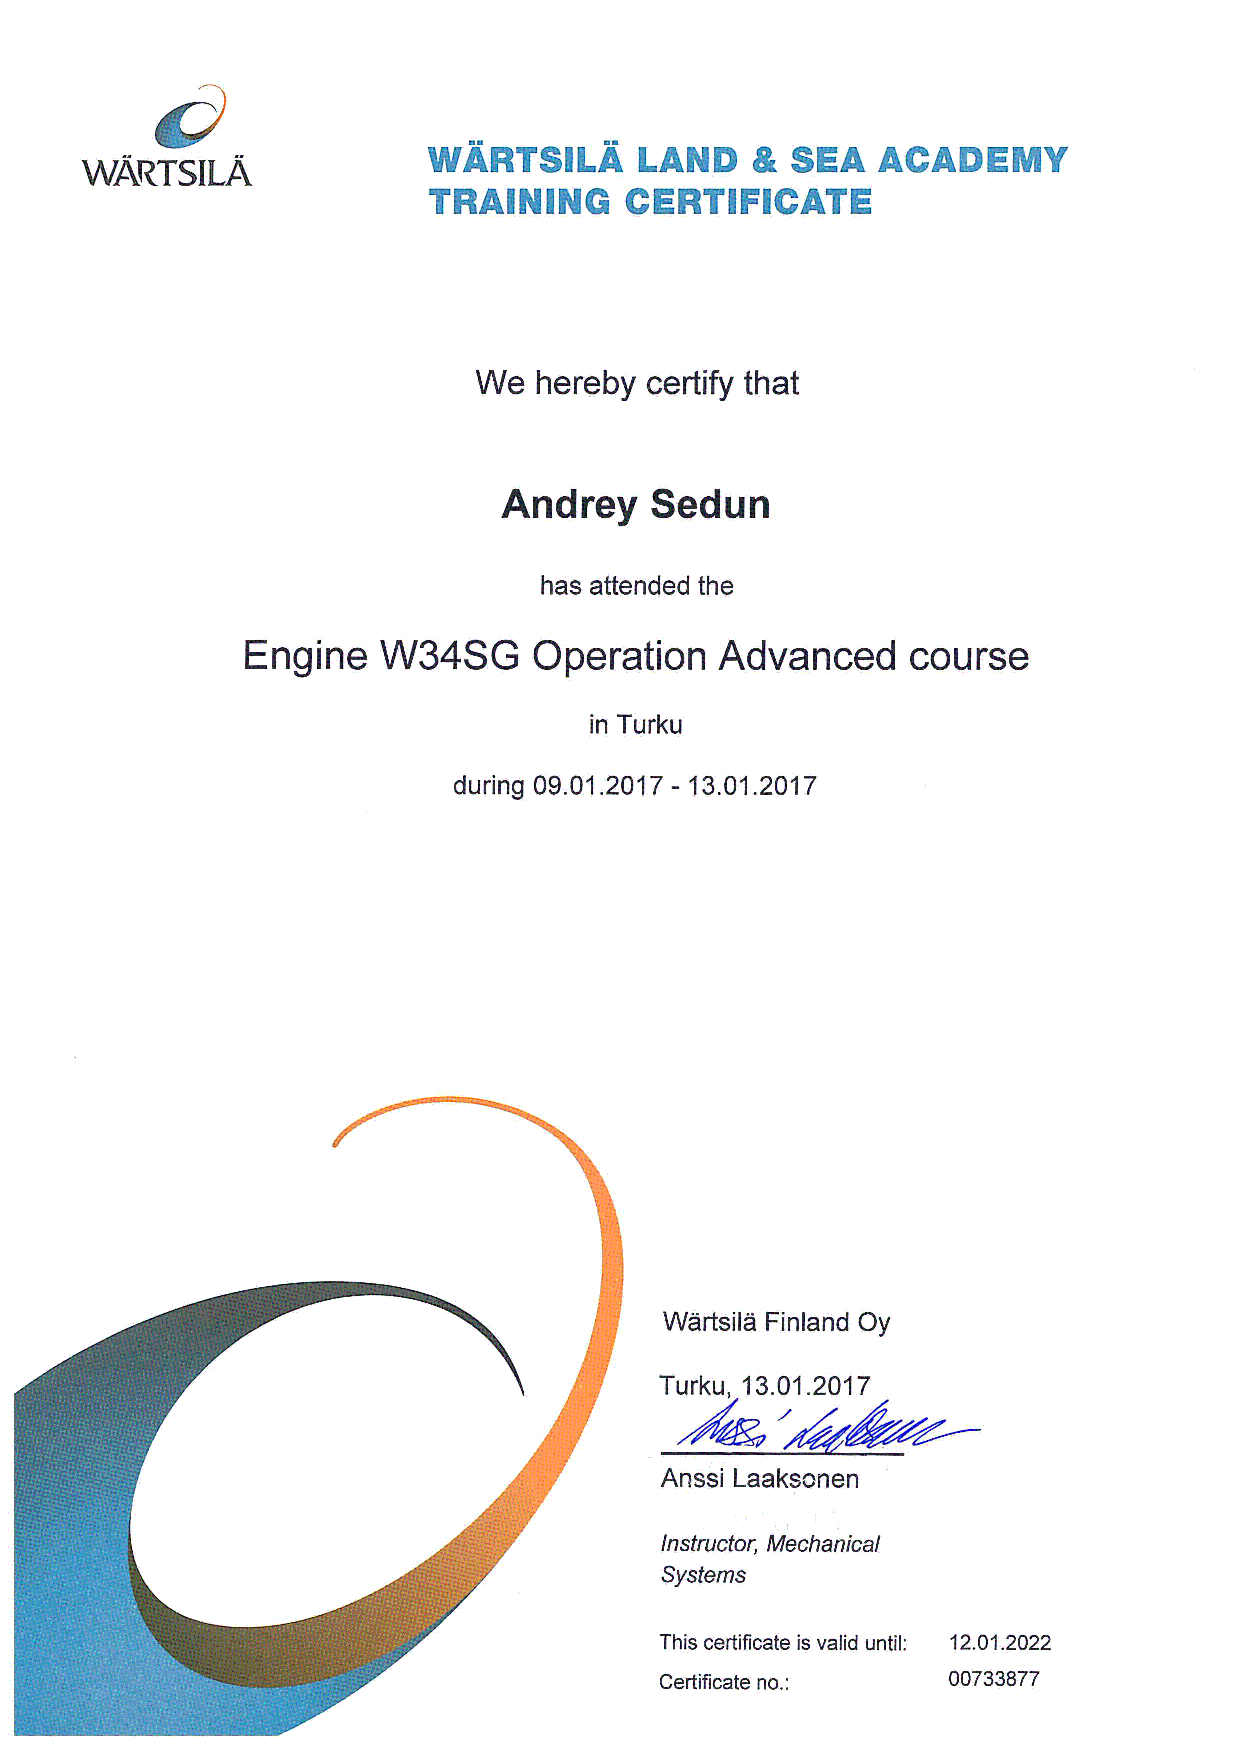 WÄRTSILÄ
WÄRTSILÄ LAND & SEA ACADEMY
TRAINING CERTIFICATE
We hereby certify that
Andrey Sedun
has attended the
Engine W34SG Operation Advanced course
in Turku
during 09.01.2017 - 13.01.2017
Wärtsilä Finland Oy
Turku, 13.01.2017
Anssi Laaksonen
Instructor, Mechanical
Systems
This certificate is valid until: 12.01.2022
Certificate no.: 00733877